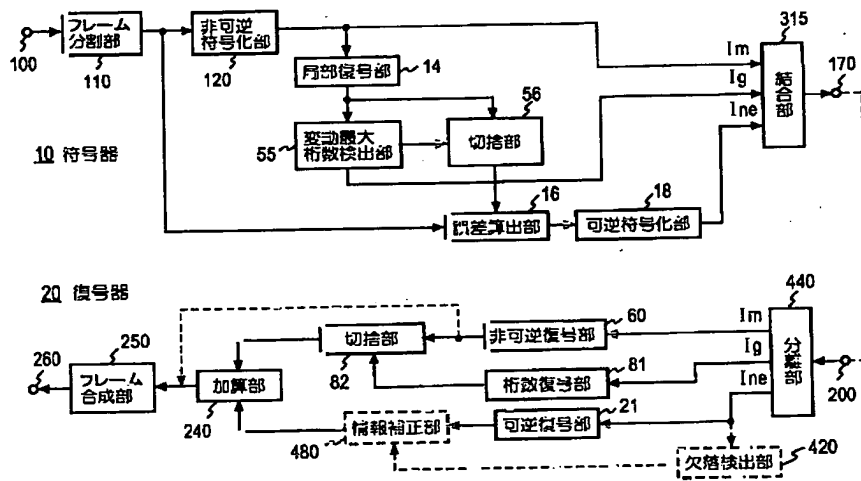 フレーム
分割部
非可逆
符号化部
100
110
120
局部復号部
14
Im
Ig
Ine
315
結合部
170
56
変動最大
桁数検出部
55
切捨部
10 符号器
16
誤差算出部
18
可逆符号化部
20 復号器
440
60
Im
Ig
Ine
分離部
200
250
260
フレーム
合成部
切捨部
82
非可逆復号部
加算部
240
桁数復号部
81
情報補正部
480
可逆復号部
21
欠落検出部
420